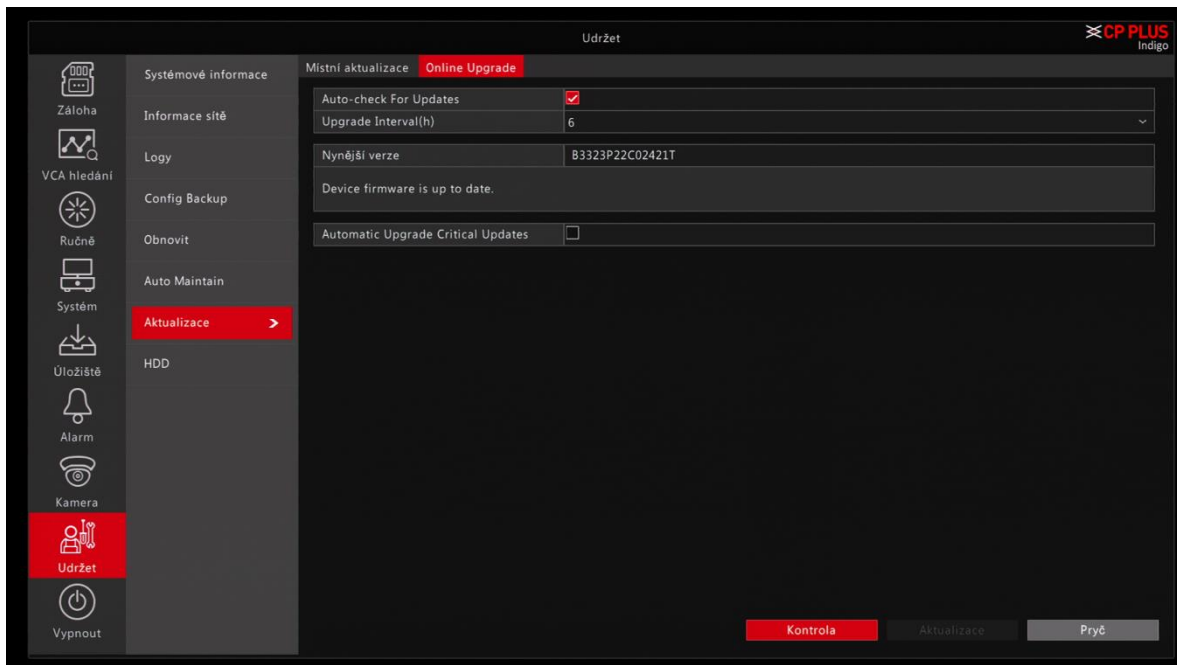 Udržet
CP PLUS
Indigo
Záloha
VCA hledání
Ručně
Systém
Úložiště
Alarm
Kamera
Udržet
Vypnout
Systémové informace
Informace sítě
Logy
Config Backup
Obnovit
Auto Maintain
Aktualizace
HDD
Místní aktualizace Online Upgrade
Auto-check For Updates
Upgrade Interval(h) 6
Nynější verze B3323P22C02421T
Device firmware is up to date.
Automatic Upgrade Critical Updates
Kontrola Aktualizace Pryč